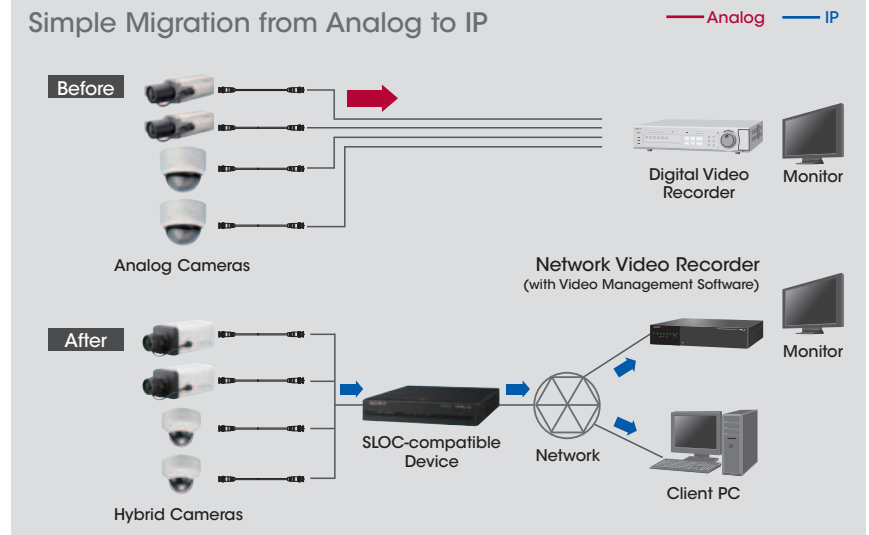 Simple Migration from Analog to IP
Analog
IP
Before
Digital Video
Recorder
Monitor
Analog Cameras
Network Video Recorder
(with Video Management Software)
After
Monitor
SLOC-compatible
Device
Network
Client PC
Hybrid Cameras